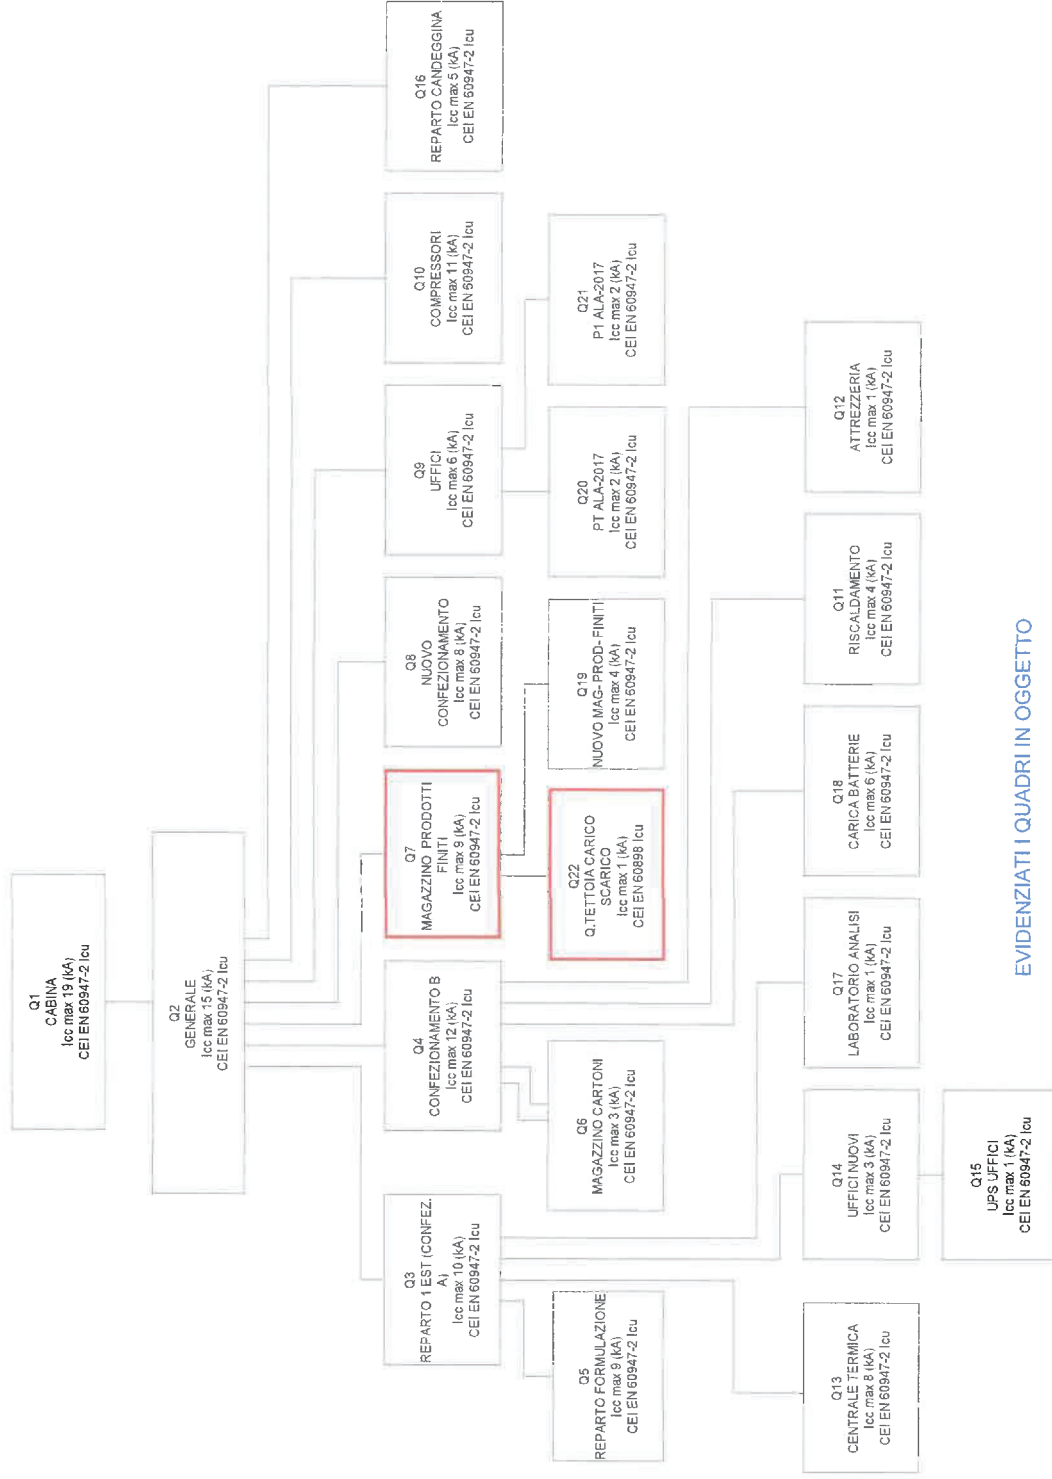 Q1
CABINA
Icc max 19 (kA)
CEI EN 60947-2 Icu
Q2
GENERALE
Icc max 15 (kA)
CEI EN 60947-2 Icu
Q3
REPARTO 1 EST (CONFEZ.
A)
Icc max 10 (kA)
CEI EN 60947-2 Icu
Q4
CONFEZIONAMENTO B
Icc max 12 (kA)
CEI EN 60947-2 Icu
Q7
MAGAZZINO PRODOTTI
FINITI
Icc max 9 (kA)
CEI EN 60947-2 Icu
Q8
NUOVO
CONFEZIONAMENTO
Icc max 8 (kA)
CEI EN 60947-2 Icu
Q9
UFFICI
Icc max 6 (kA)
CEI EN 60947-2 Icu
Q10
COMPRESSORI
Icc max 11 (kA)
CEI EN 60947-2 Icu
Q16
REPARTO CANDEGGINA
Icc max 5 (kA)
CEI EN 60947-2 Icu
Q5
REPARTO FORMULAZIONE
Icc max 9 (kA)
CEI EN 60947-2 Icu
Q6
MAGAZZINO CARTONI
Icc max 3 (kA)
CEI EN 60947-2 Icu
Q22
Q.TETTOIA CARICO
SCARICO
Icc max 1 (kA)
CEI EN 60898 Icu
Q19
NUOVO MAG- PROD- FINITI
Icc max 4 (kA)
CEI EN 60947-2 Icu
Q20
PT ALA-2017
Icc max 2 (kA)
CEI EN 60947-2 Icu
Q21
P1 ALA-2017
Icc max 2 (kA)
CEI EN 60947-2 Icu
Q13
CENTRALE TERMICA
Icc max 8 (kA)
CEI EN 60947-2 Icu
Q14
UFFICI NUOVI
Icc max 3 (kA)
CEI EN 60947-2 Icu
Q17
LABORATORIO ANALISI
Icc max 1 (kA)
CEI EN 60947-2 Icu
Q18
CARICA BATTERIE
Icc max 6 (kA)
CEI EN 60947-2 Icu
Q11
RISCALDAMENTO
Icc max 4 (kA)
CEI EN 60947-2 Icu
Q12
ATTREZZERIA
Icc max 1 (kA)
CEI EN 60947-2 Icu
Q15
UPS UFFICI
Icc max 1 (kA)
CEI EN 60947-2 Icu
EVIDENZIATI I QUADRI IN OGGETTO